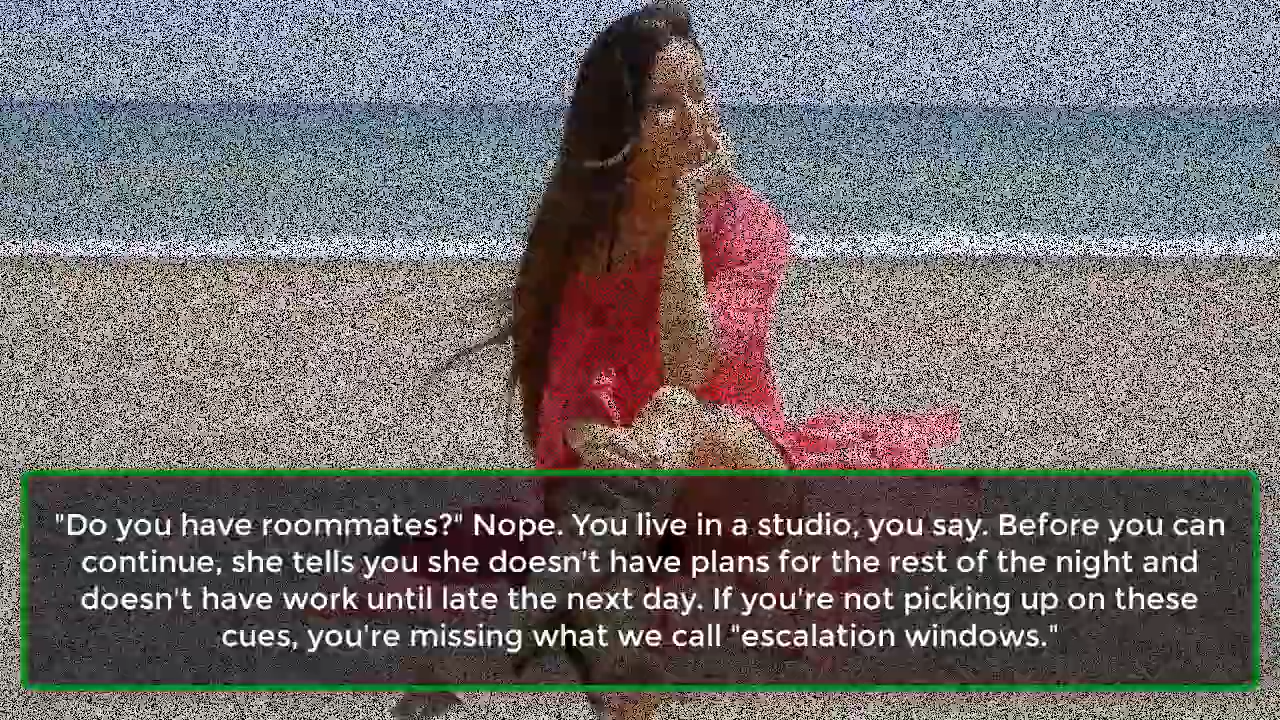 "Do you have roommates?" Nope. You live in a studio, you say. Before you can
continue, she tells you she doesn't have plans for the rest of the night and
doesn't have work until late the next day. If you're not picking up on these
cues, you're missing what we call "escalation windows."